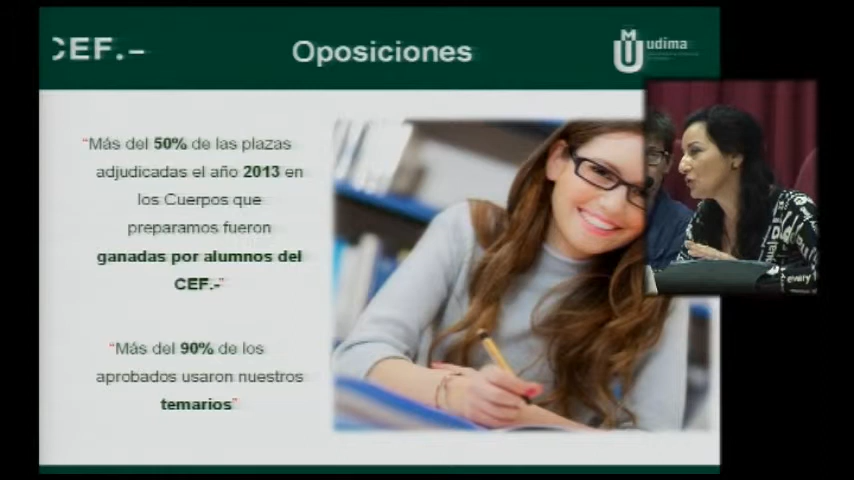 CEF.-
Oposiciones
udima
“Más del 50% de las plazas
adjudicadas el año 2013 en
los Cuerpos que
preparamos fueron
ganadas por alumnos del
CEF.-”
“Más del 90% de los
aprobados usaron nuestros
temarios”
every